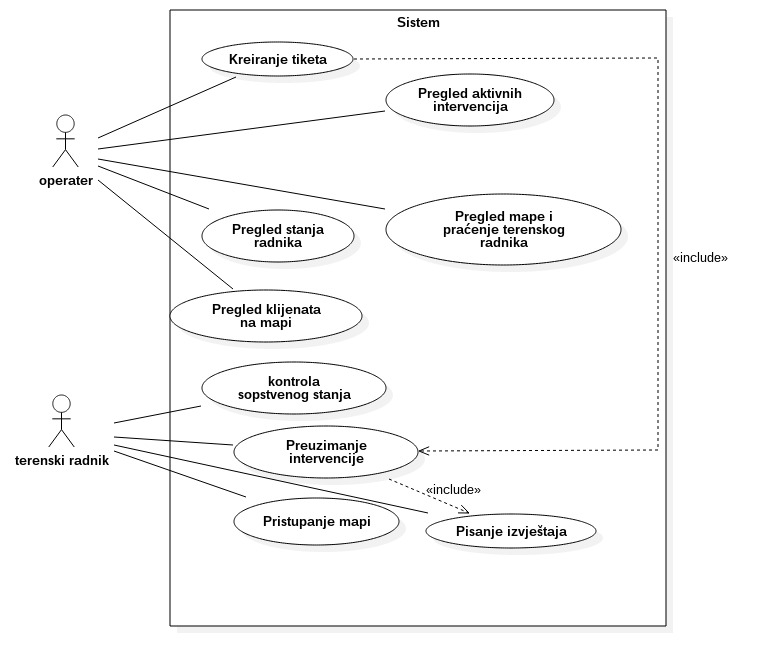 Sistem
Kreiranje tiketa
Pregled aktivnih
intervencija
operater
Pregled stanja
radnika
Pregled mape i
praćenje terenskog
radnika
«include»
Pregled klijenata
na mapi
kontrola
sopstvenog stanja
terenski radnik
Preuzimanje
intervencije
«include»
Pristupanje mapi
Pisanje izvještaja